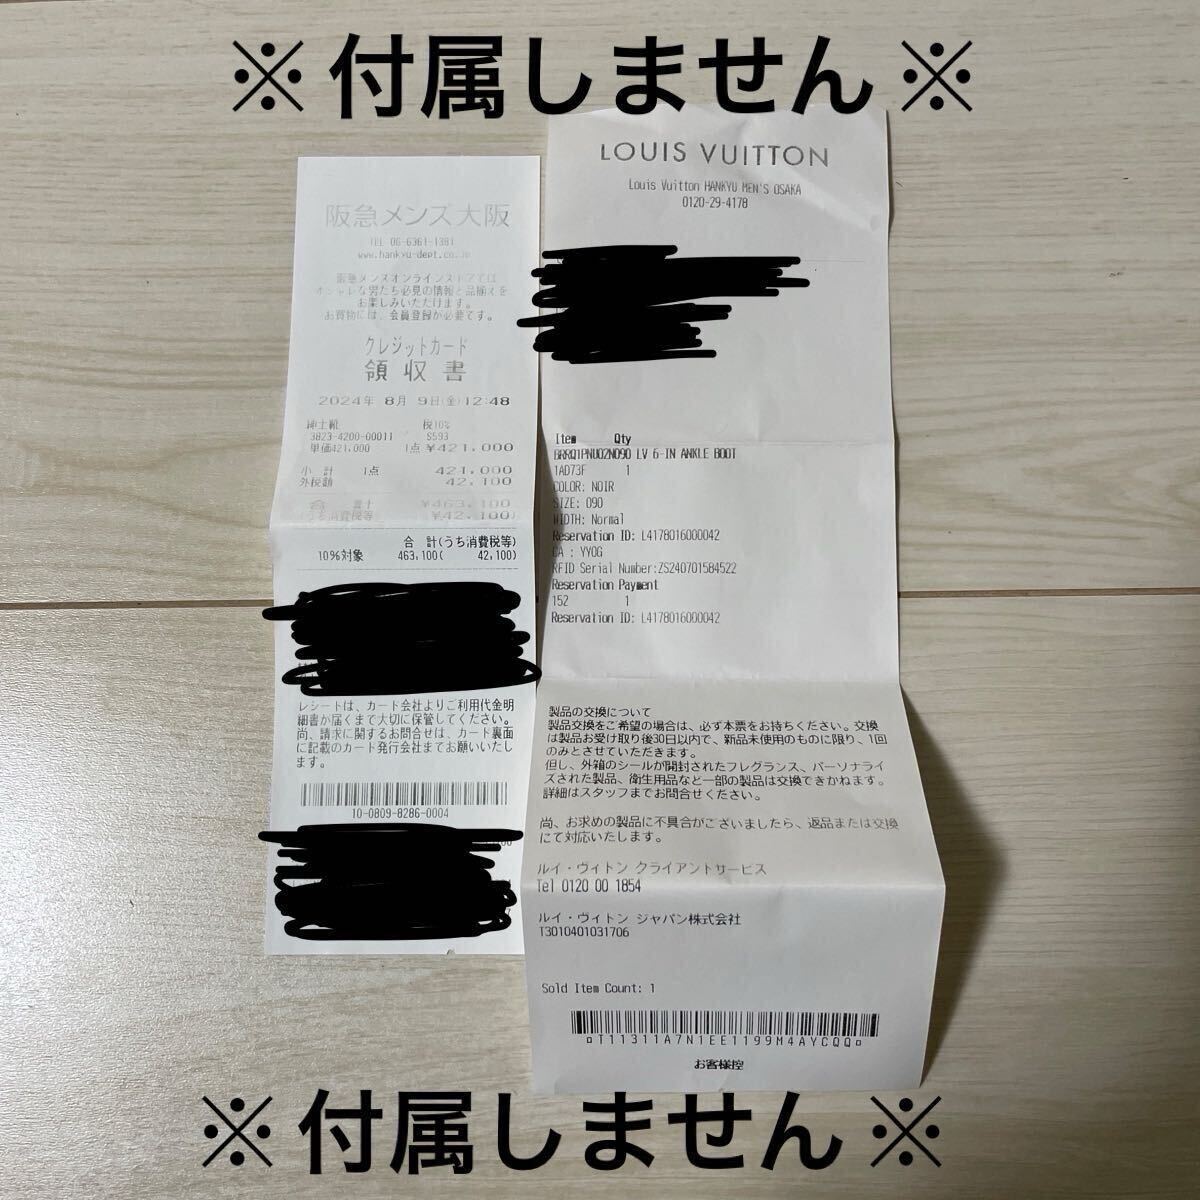 ※付属しません※
阪急メンズ大阪
TEL 06-6361-1381
www.hankyu-dept.co.jp
阪急メンズオンラインストアでは
オシャレな男たち必見の情報と品揃えを
お楽しみいただけます。
お買物には、会員登録が必要です。
クレジットカード
領収書
2024年 8月 9日(金)12:48
紳士靴 税10%
3823-4200-00011 S593
単価421,000 1点 ¥421,000
小計 1点 421,000
外税額 42,100
合計 ¥463,100
(うち消費税等 ¥42,100)
合 計(うち消費税等)
10%対象 463,100( 42,100)
レシートは、カード会社よりご利用代金明
細書が届くまで大切に保管してください。
尚、請求に関するお問合せは、カード裏面
に記載のカード発行会社までお願いいたし
ます。
10-0809-8286-0004
LOUIS VUITTON
Louis Vuitton HANKYU MEN'S OSAKA
0120-29-4178
Item Qty
BRRQ1PNUO2N090 LV 6-IN ANKLE BOOT
1AD73F 1
COLOR: NOIR
SIZE: 090
WIDTH: Normal
Reservation ID: L4178016000042
CA : YYOG
RFID Serial Number:ZS240701584522
Reservation Payment
152 1
Reservation ID: L4178016000042
製品の交換について
製品交換をご希望の場合は、必ず本票をお持ちください。交換
は製品お受け取り後30日以内で、新品未使用のものに限り、1回
のみとさせていただきます。
但し、外箱のシールが開封されたフレグランス、パーソナライ
ズされた製品、衛生用品など一部の製品は交換できかねます。
詳細はスタッフまでお問合せください。
尚、お求めの製品に不具合がございましたら、返品または交換
にて対応いたします。
ルイ・ヴィトン クライアントサービス
Tel 0120 00 1854
ルイ・ヴィトン ジャパン株式会社
T3010401031706
Sold Item Count: 1
¤T11311A7N1EE1199M4AYCQQ¤
お客様控
※付属しません※